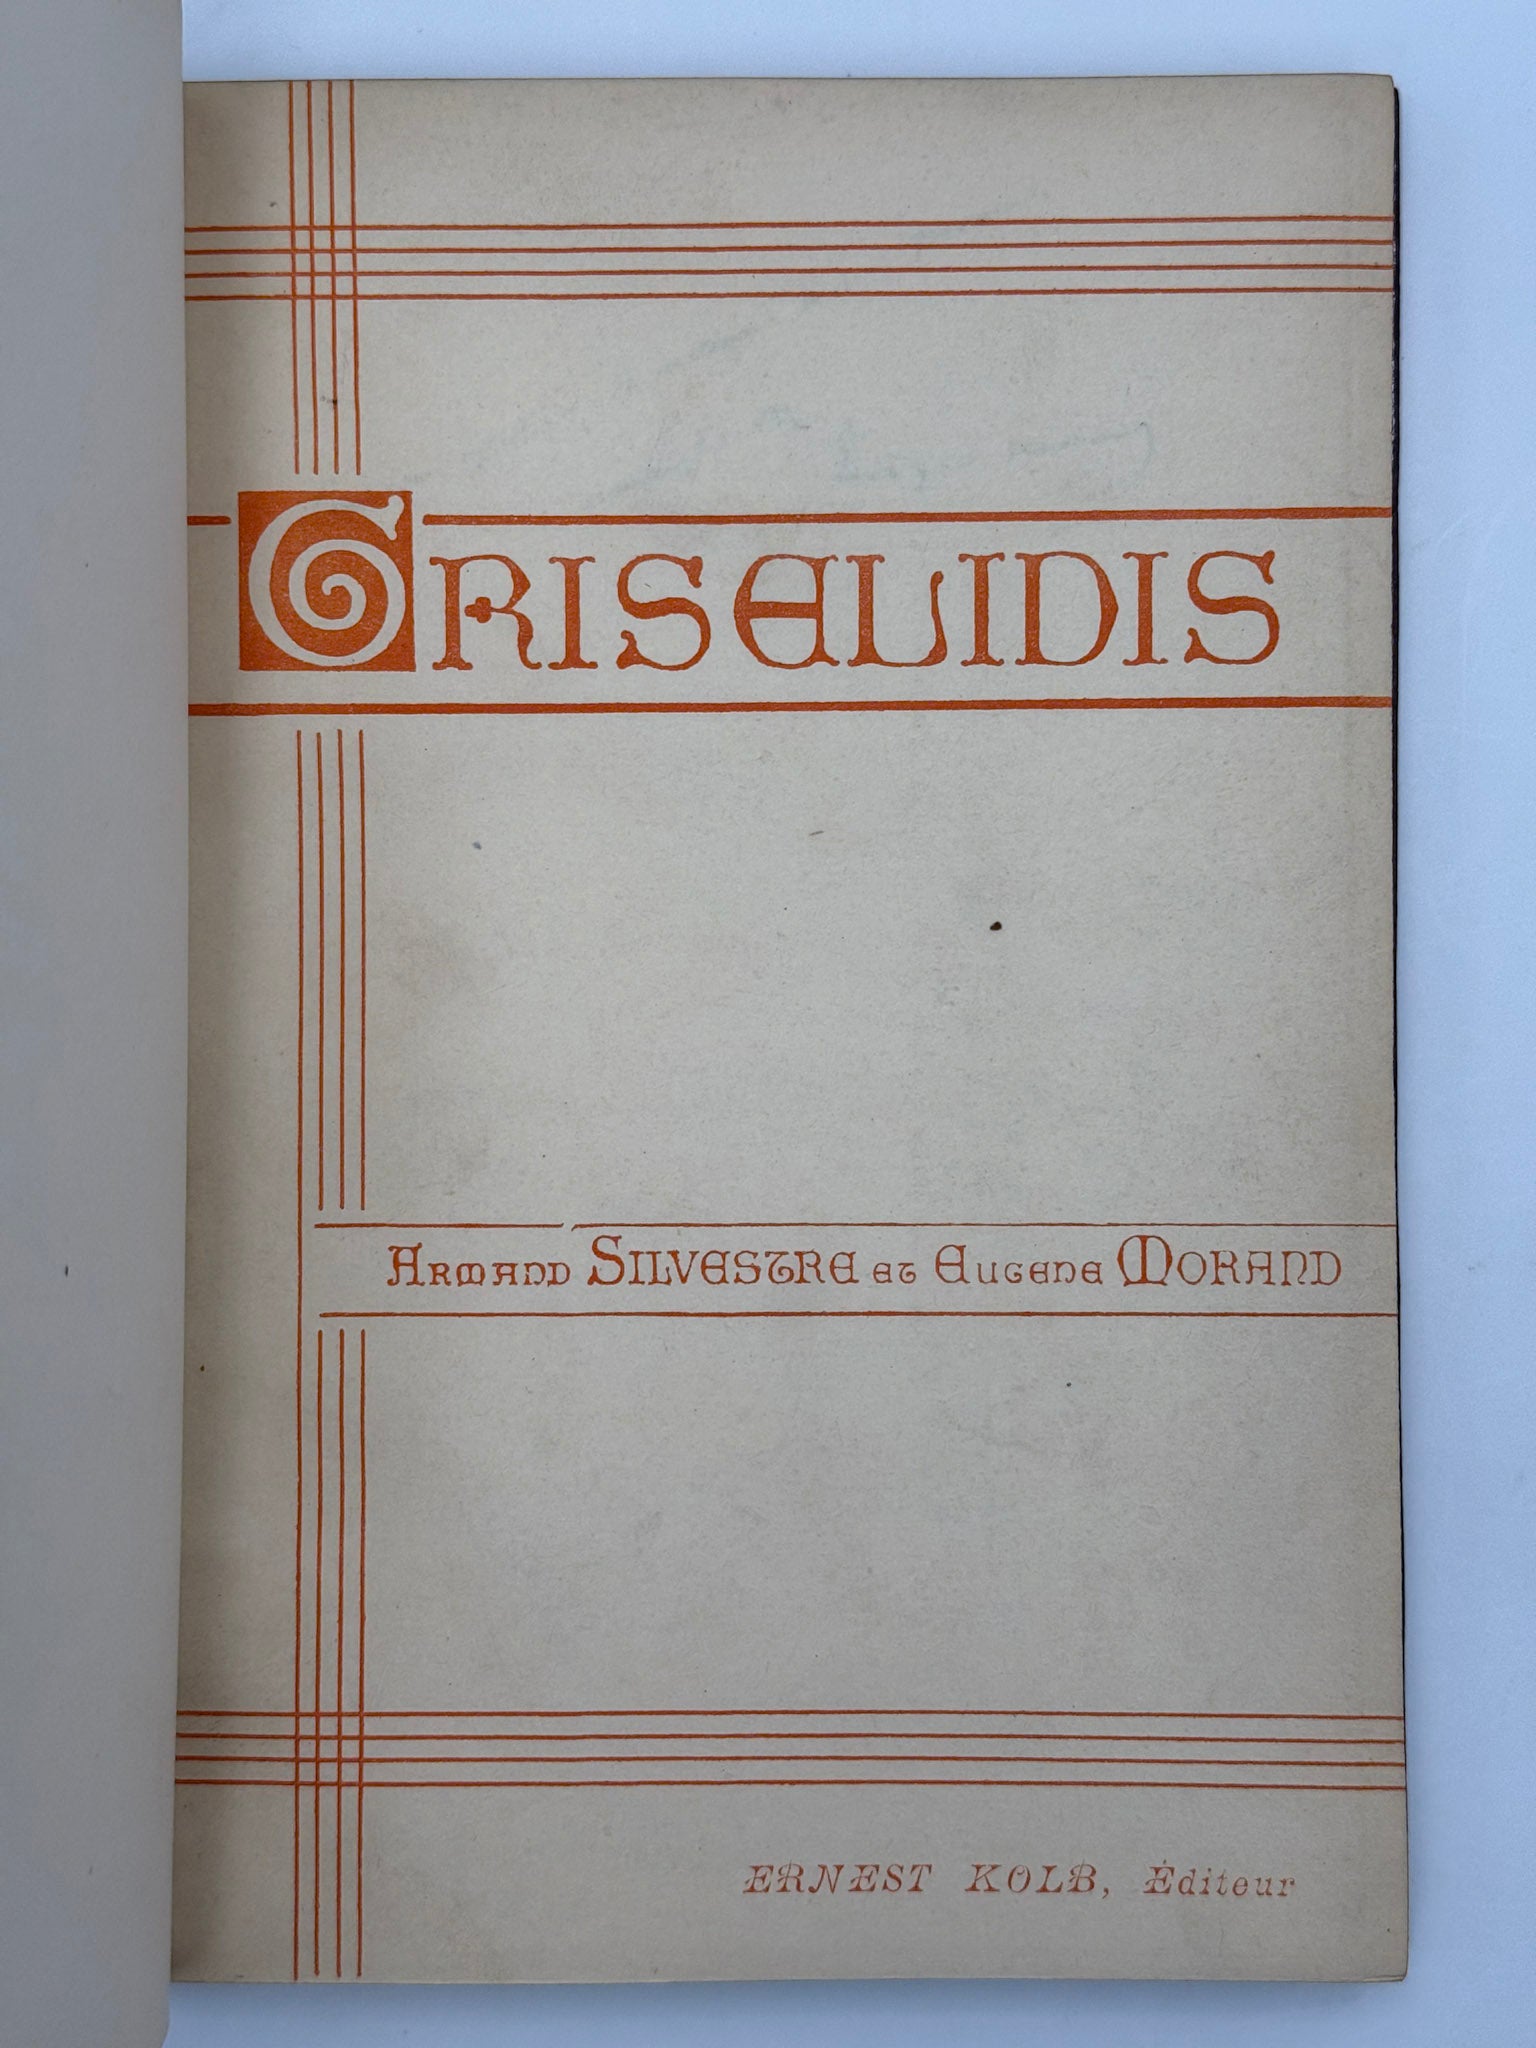 GRISELIDIS
ARMAND SILVESTRE ET EUGENE MORAND
ERNEST KOLB, Éditeur